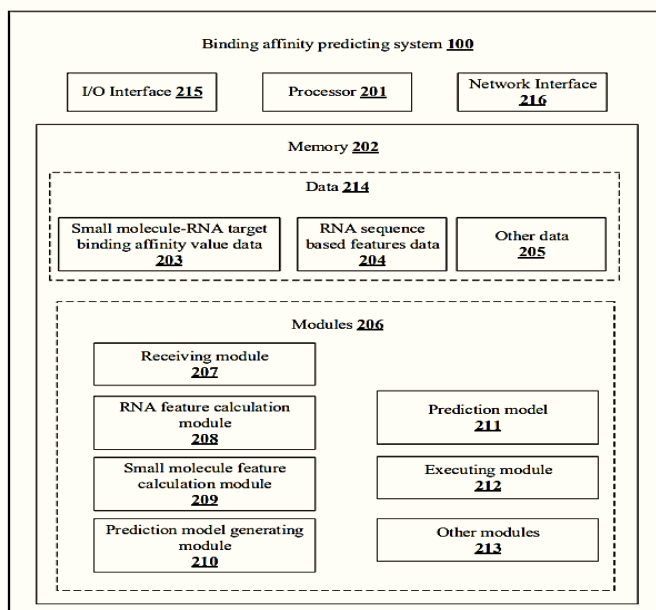 Binding affinity predicting system 100
I/O Interface 215
Processor 201
Network Interface
216
Memory 202
Data 214
Small molecule-RNA target
binding affinity value data
203
RNA sequence
based features data
204
Other data
205
Modules 206
Receiving module
207
RNA feature calculation
module
208
Small molecule feature
calculation module
209
Prediction model generating
module
210
Prediction model
211
Executing module
212
Other modules
213